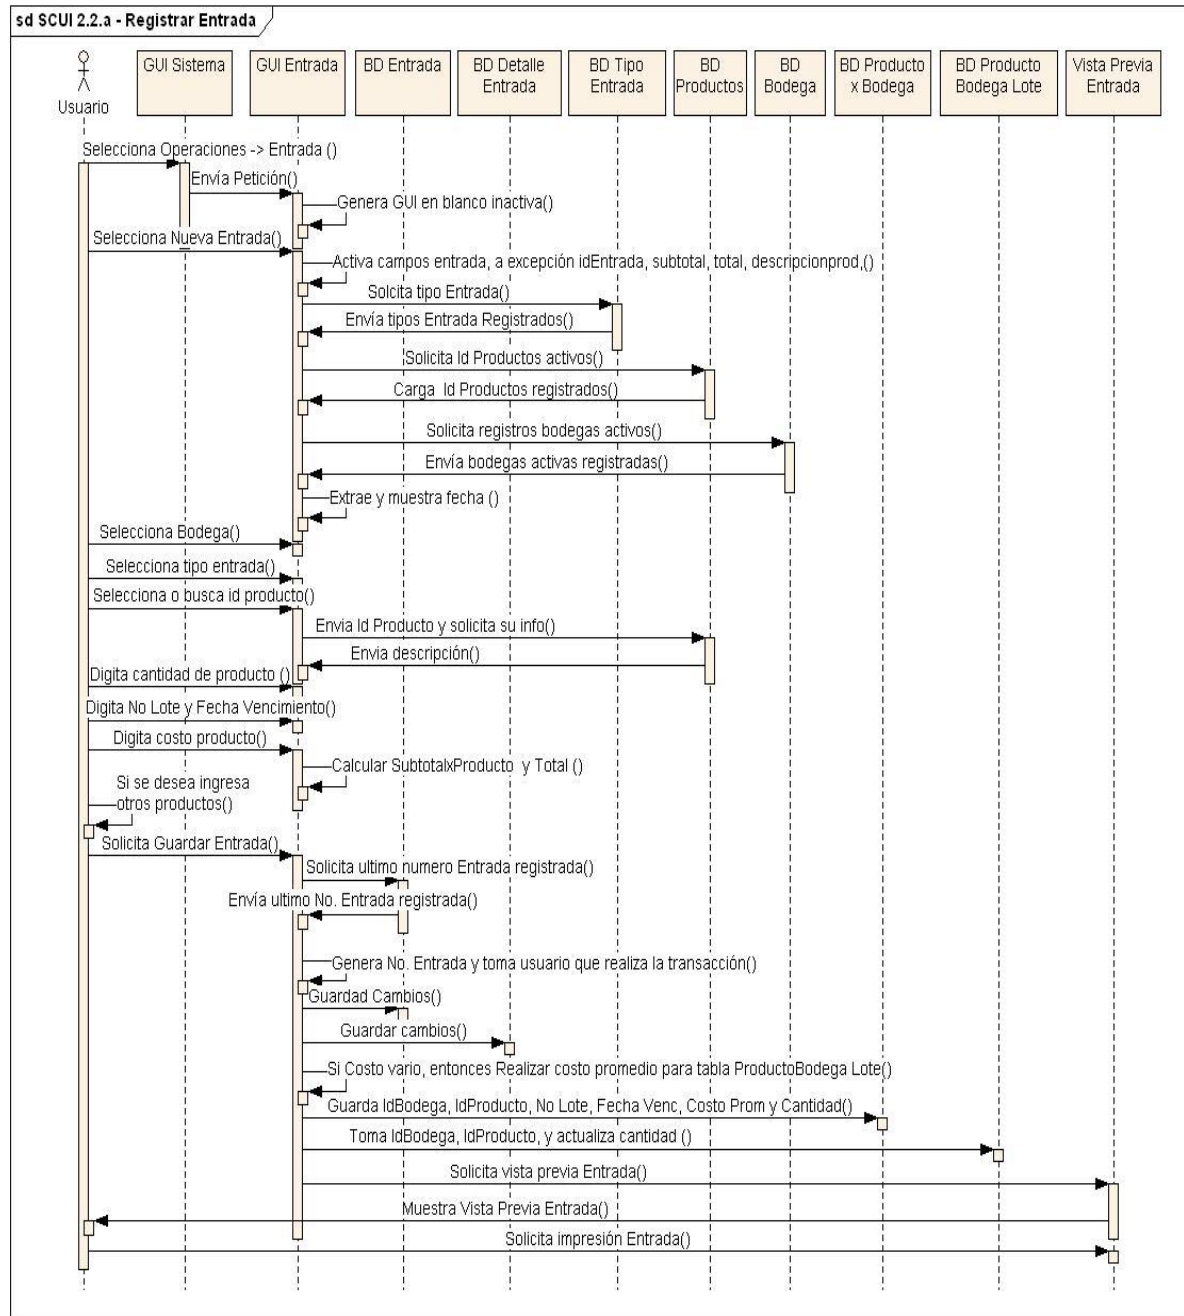 sd SCUI 2.2.a - Registrar Entrada
Usuario
GUI Sistema
GUI Entrada
BD Entrada
BD Detalle
Entrada
BD Tipo
Entrada
BD
Productos
BD
Bodega
BD Producto
x Bodega
BD Producto
Bodega Lote
Vista Previa
Entrada
Selecciona Operaciones -> Entrada ()
Envía Petición()
Genera GUI en blanco inactiva()
Selecciona Nueva Entrada()
Activa campos entrada, a excepción idEntrada, subtotal, total, descripcionprod,()
Solcita tipo Entrada()
Envía tipos Entrada Registrados()
Solicita Id Productos activos()
Carga Id Productos registrados()
Solicita registros bodegas activos()
Envía bodegas activas registradas()
Extrae y muestra fecha ()
Selecciona Bodega()
Selecciona tipo entrada()
Selecciona o busca id producto()
Envia Id Producto y solicita su info()
Envia descripción()
Digita cantidad de producto ()
Digita No Lote y Fecha Vencimiento()
Digita costo producto()
Calcular SubtotalxProducto y Total ()
Si se desea ingresa
otros productos()
Solicita Guardar Entrada()
Solicita ultimo numero Entrada registrada()
Envía ultimo No. Entrada registrada()
Genera No. Entrada y toma usuario que realiza la transacción()
Guardad Cambios()
Guardar cambios()
Si Costo vario, entonces Realizar costo promedio para tabla ProductoBodega Lote()
Guarda IdBodega, IdProducto, No Lote, Fecha Venc, Costo Prom y Cantidad()
Toma IdBodega, IdProducto, y actualiza cantidad ()
Solicita vista previa Entrada()
Muestra Vista Previa Entrada()
Solicita impresión Entrada()